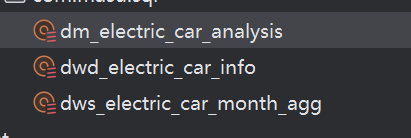 dm_electric_car_analysis
dwd_electric_car_info
dws_electric_car_month_agg